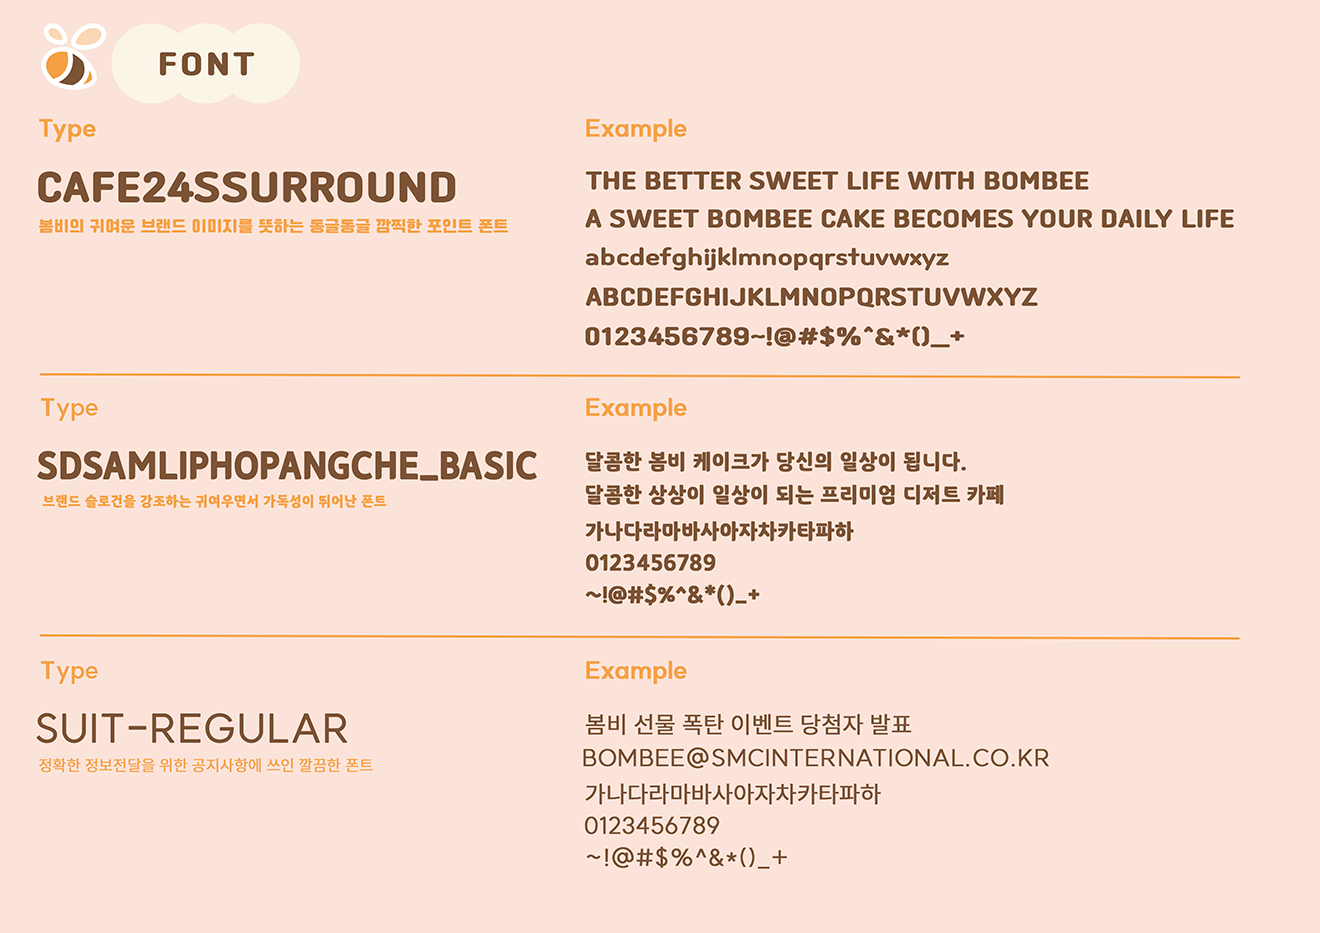 FONT
Type
CAFE24SSURROUND
봄비의 귀여운 브랜드 이미지를 뜻하는 동글동글 깜찍한 포인트 폰트
Example
THE BETTER SWEET LIFE WITH BOMBEE
A SWEET BOMBEE CAKE BECOMES YOUR DAILY LIFE
abcdefghijklmnopqrstuvwxyz
ABCDEFGHIJKLMNOPQRSTUVWXYZ
0123456789~!@#$%^&*()_+
Type
SDSAMLIPHOPANGCHE_BASIC
브랜드 슬로건을 강조하는 귀여우면서 가독성이 뛰어난 폰트
Example
달콤한 봄비 케이크가 당신의 일상이 됩니다.
달콤한 상상이 일상이 되는 프리미엄 디저트 카페
가나다라마바사아자차카타파하
0123456789
~!@#$%^&*()_+
Type
SUIT-REGULAR
정확한 정보전달을 위한 공지사항에 쓰인 깔끔한 폰트
Example
봄비 선물 폭탄 이벤트 당첨자 발표
BOMBEE@SMCINTERNATIONAL.CO.KR
가나다라마바사아자차카타파하
0123456789
~!@#$%^&*()_+